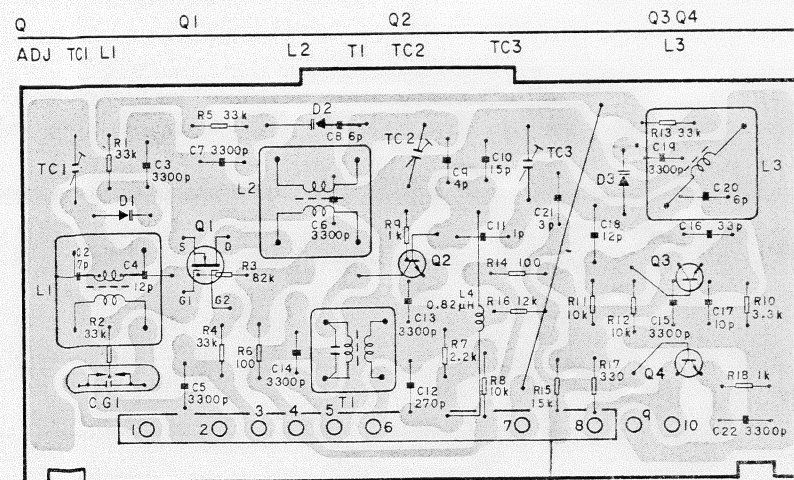 Q Q1 Q2 Q3 Q4
ADJ TC1 L1 L2 T1 TC2 TC3 L3
R5 33k
D2
C8 6p
R13 33k
C19
3300p
TC1
R1
33k
C3
3300p
C7 3300p
L2
TC2
C9
4p
C10
15p
TC3
D3
L3
C20
6p
D1
C6
3300p
R9
1k
C11
1p
C21
3p
C18
12p
C16 33p
Q1
S D
G1 G2
R3
82k
Q2
R14 100
Q3
L1
C2
7p
C4
12p
L4
0.82µH
R16 12k
R11
10k
R12
10k
C15
3300p
C17
10p
R10
3.3k
R2
33k
R4
33k
R6
100
C14
3300p
C13
3300p
R7
2.2k
CG1
C5
3300p
T1
C12
270p
R8
10k
R15
15k
R17
330
Q4
R18 1k
C22 3300p
1 2 3 4 5 6 7 8 9 10